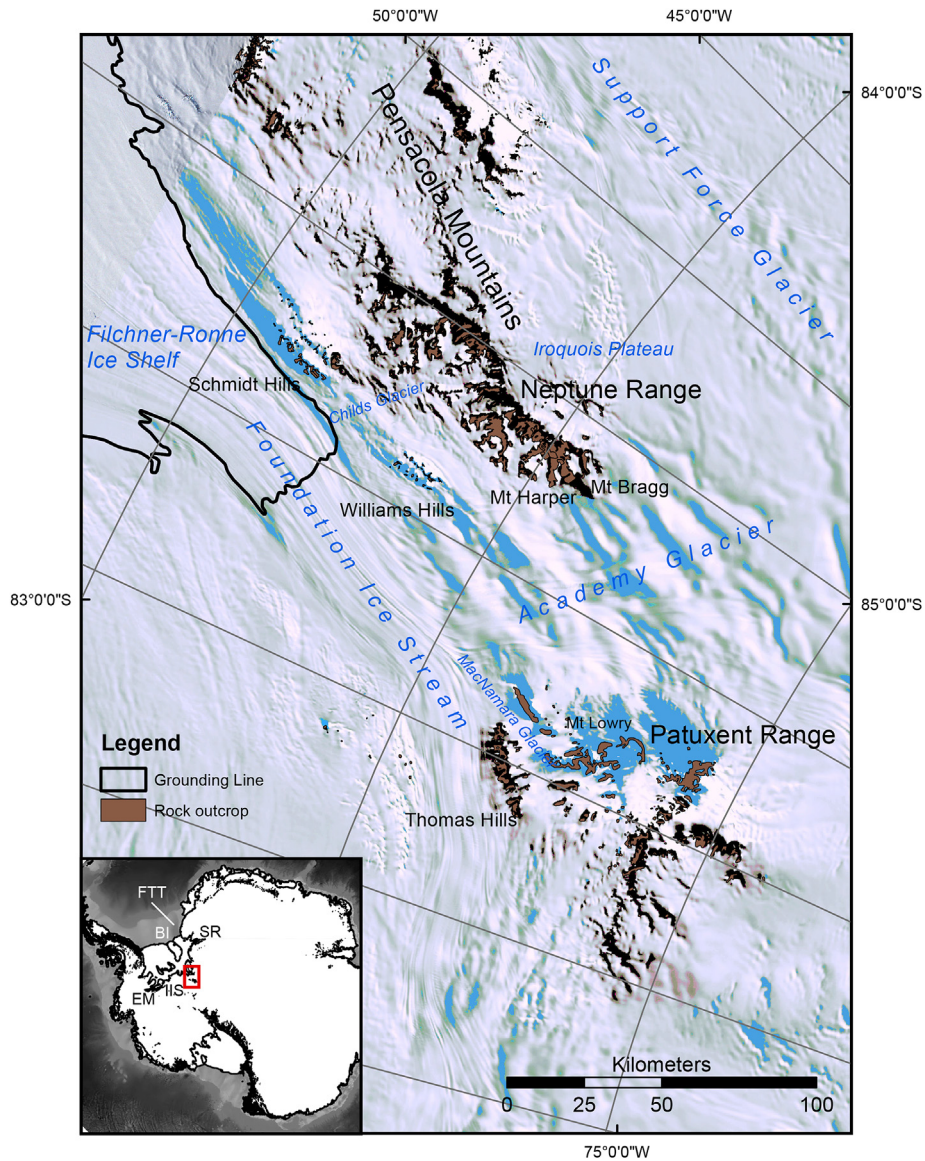 50°0'0"W
45°0'0"W
84°0'0"S
Support Force Glacier
Pensacola Mountains
Filchner-Ronne
Ice Shelf
Iroquois Plateau
Schmidt Hills
Childs Glacier
Neptune Range
Foundation Ice Stream
Mt Harper
Mt Bragg
Williams Hills
Academy Glacier
83°0'0"S
85°0'0"S
MacNamara Glacier
Mt Lowry
Patuxent Range
Legend
Grounding Line
Rock outcrop
Thomas Hills
FTT
BI
SR
EM
IIS
Kilometers
0
25
50
100
75°0'0"W